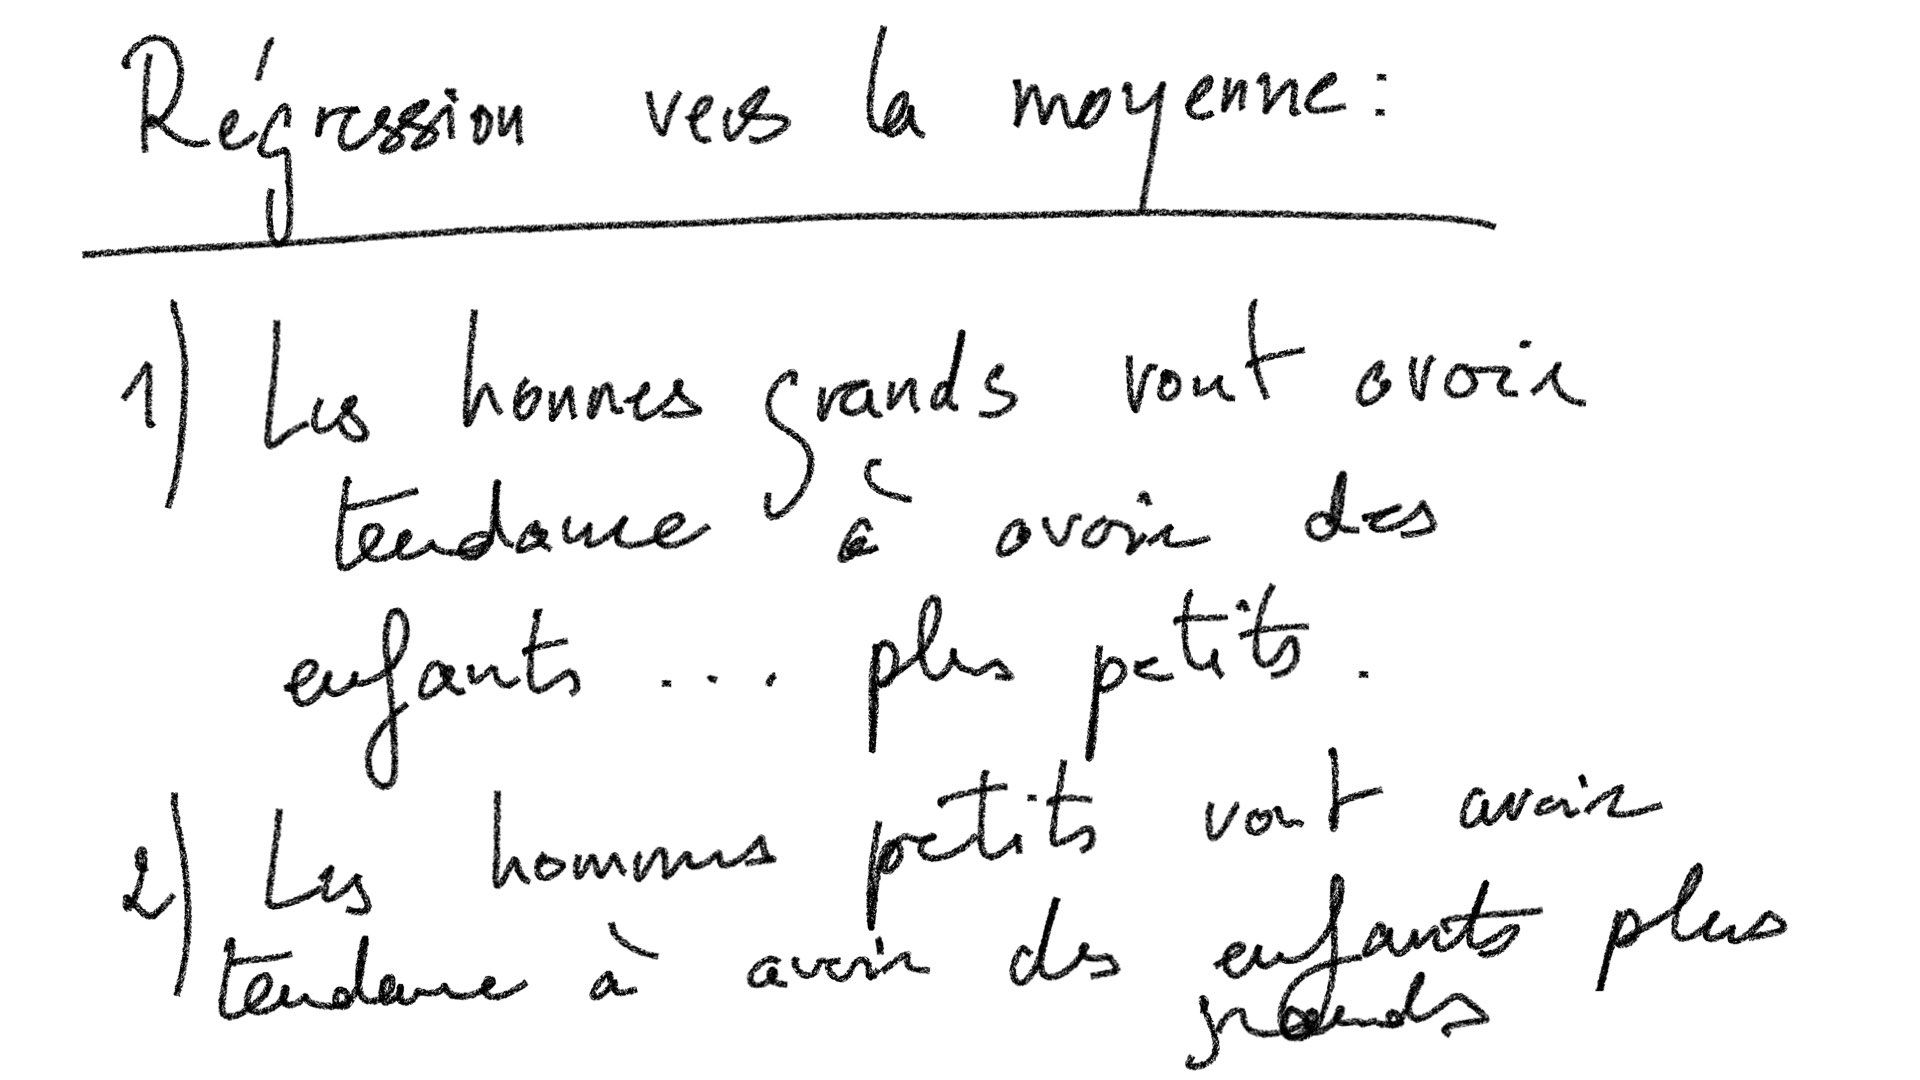 Régression vers la moyenne :
1) Les hommes grands vont avoir
tendance à avoir des
enfants ... plus petits .
2) Les hommes petits vont avoir
tendance à avoir des enfants plus
grands